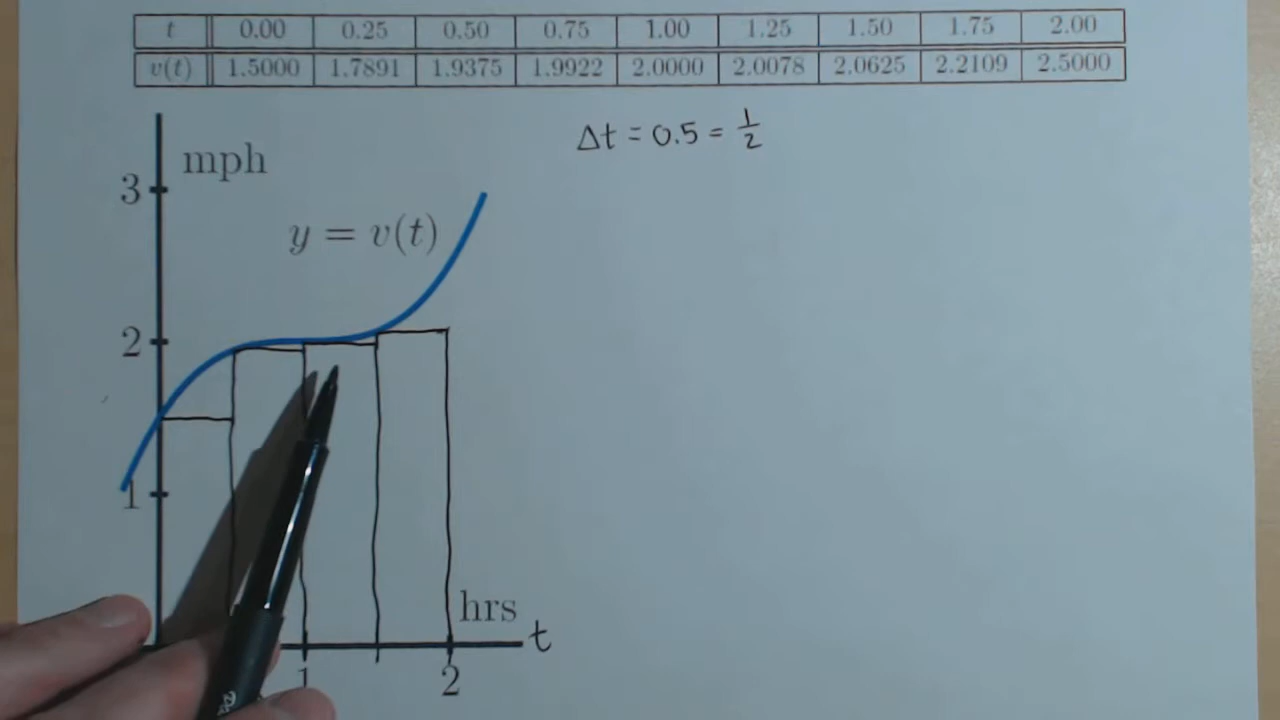 t 0.00 0.25 0.50 0.75 1.00 1.25 1.50 1.75 2.00
v(t) 1.5000 1.7891 1.9375 1.9922 2.0000 2.0078 2.0625 2.2109 2.5000
Δt = 0.5 = 1/2
mph
3
y = v(t)
2
1
hrs
t
1
2